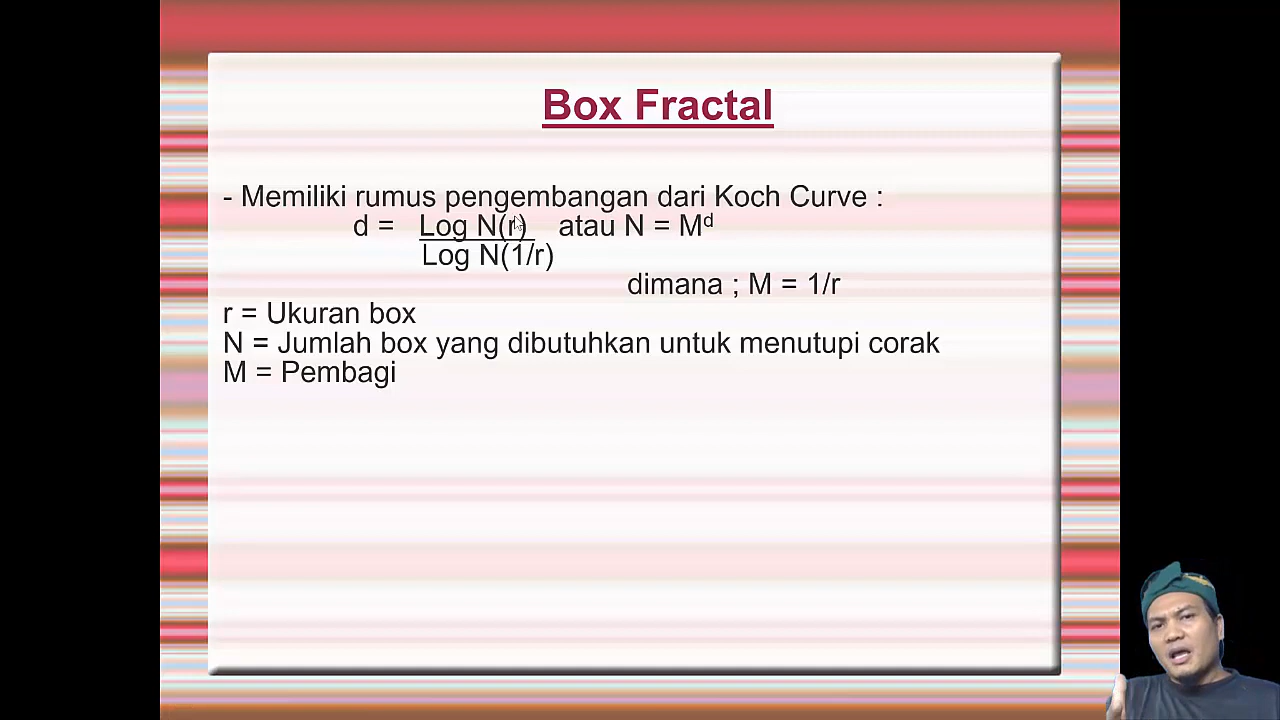 Box Fractal
- Memiliki rumus pengembangan dari Koch Curve :
d = Log N(r) atau N = Mᵈ
Log N(1/r)
dimana ; M = 1/r
r = Ukuran box
N = Jumlah box yang dibutuhkan untuk menutupi corak
M = Pembagi